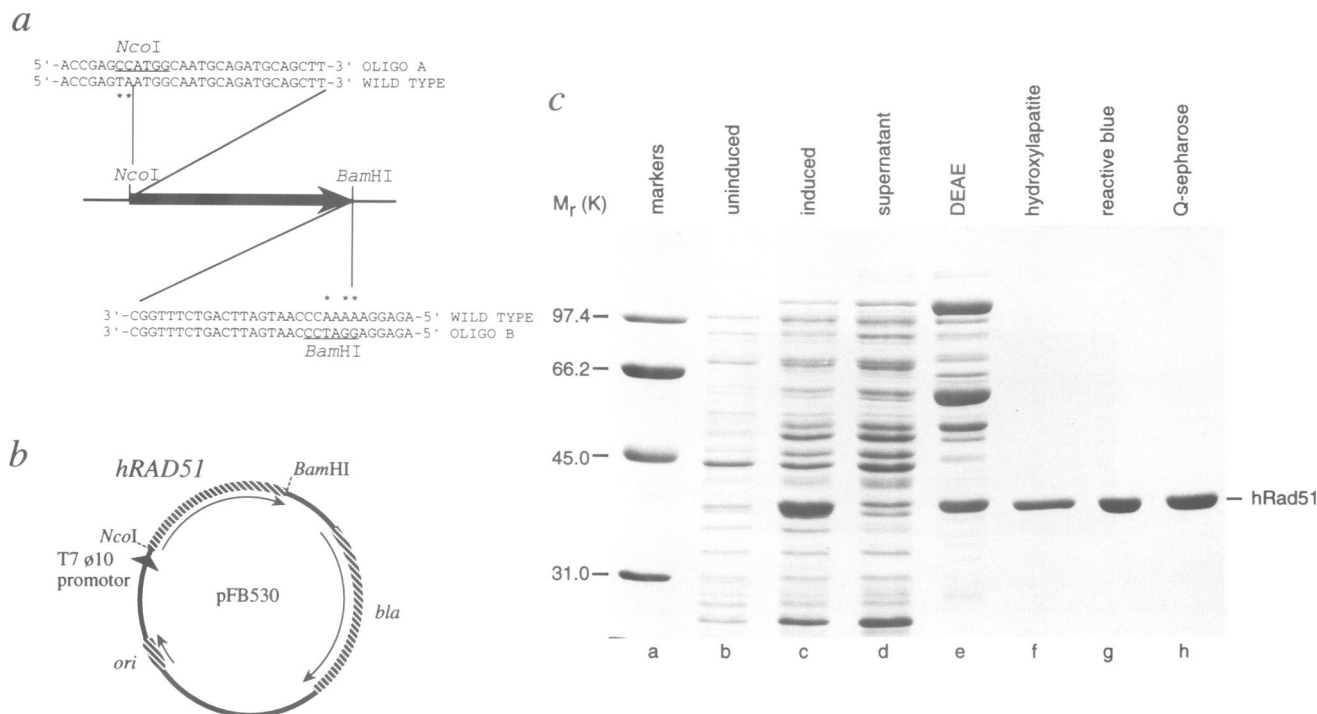 a
NcoI
5'-ACCGAGCCATGGCAATGCAGATGCAGCTT-3' OLIGO A
5'-ACCGAGTAATGGCAATGCAGATGCAGCTT-3' WILD TYPE
**
NcoI
BamHI
* **
3'-CGGTTTCTGACTTAGTAACCCAAAAAGGAGA-5' WILD TYPE
3'-CGGTTTCTGACTTAGTAACCCCTAGGAGGAGA-5' OLIGO B
BamHI
b
hRAD51
BamHI
NcoI
T7 ø10
promotor
pFB530
bla
ori
c
Mr (K)
markers
uninduced
induced
supernatant
DEAE
hydroxylapatite
reactive blue
Q-sepharose
97.4
66.2
45.0
31.0
hRad51
a b c d e f g h